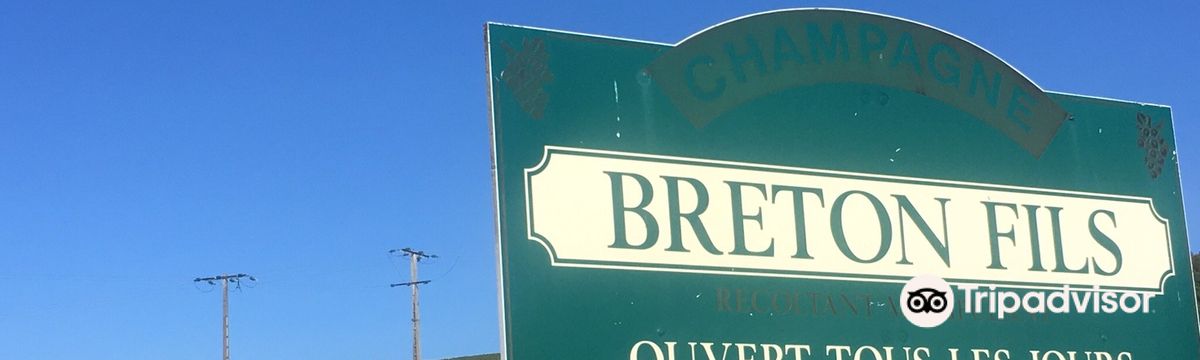 CHAMPAGNE
BRETON FILS
RECOLTANT
Tripadvisor
OUVERT TOUS LES JOURS